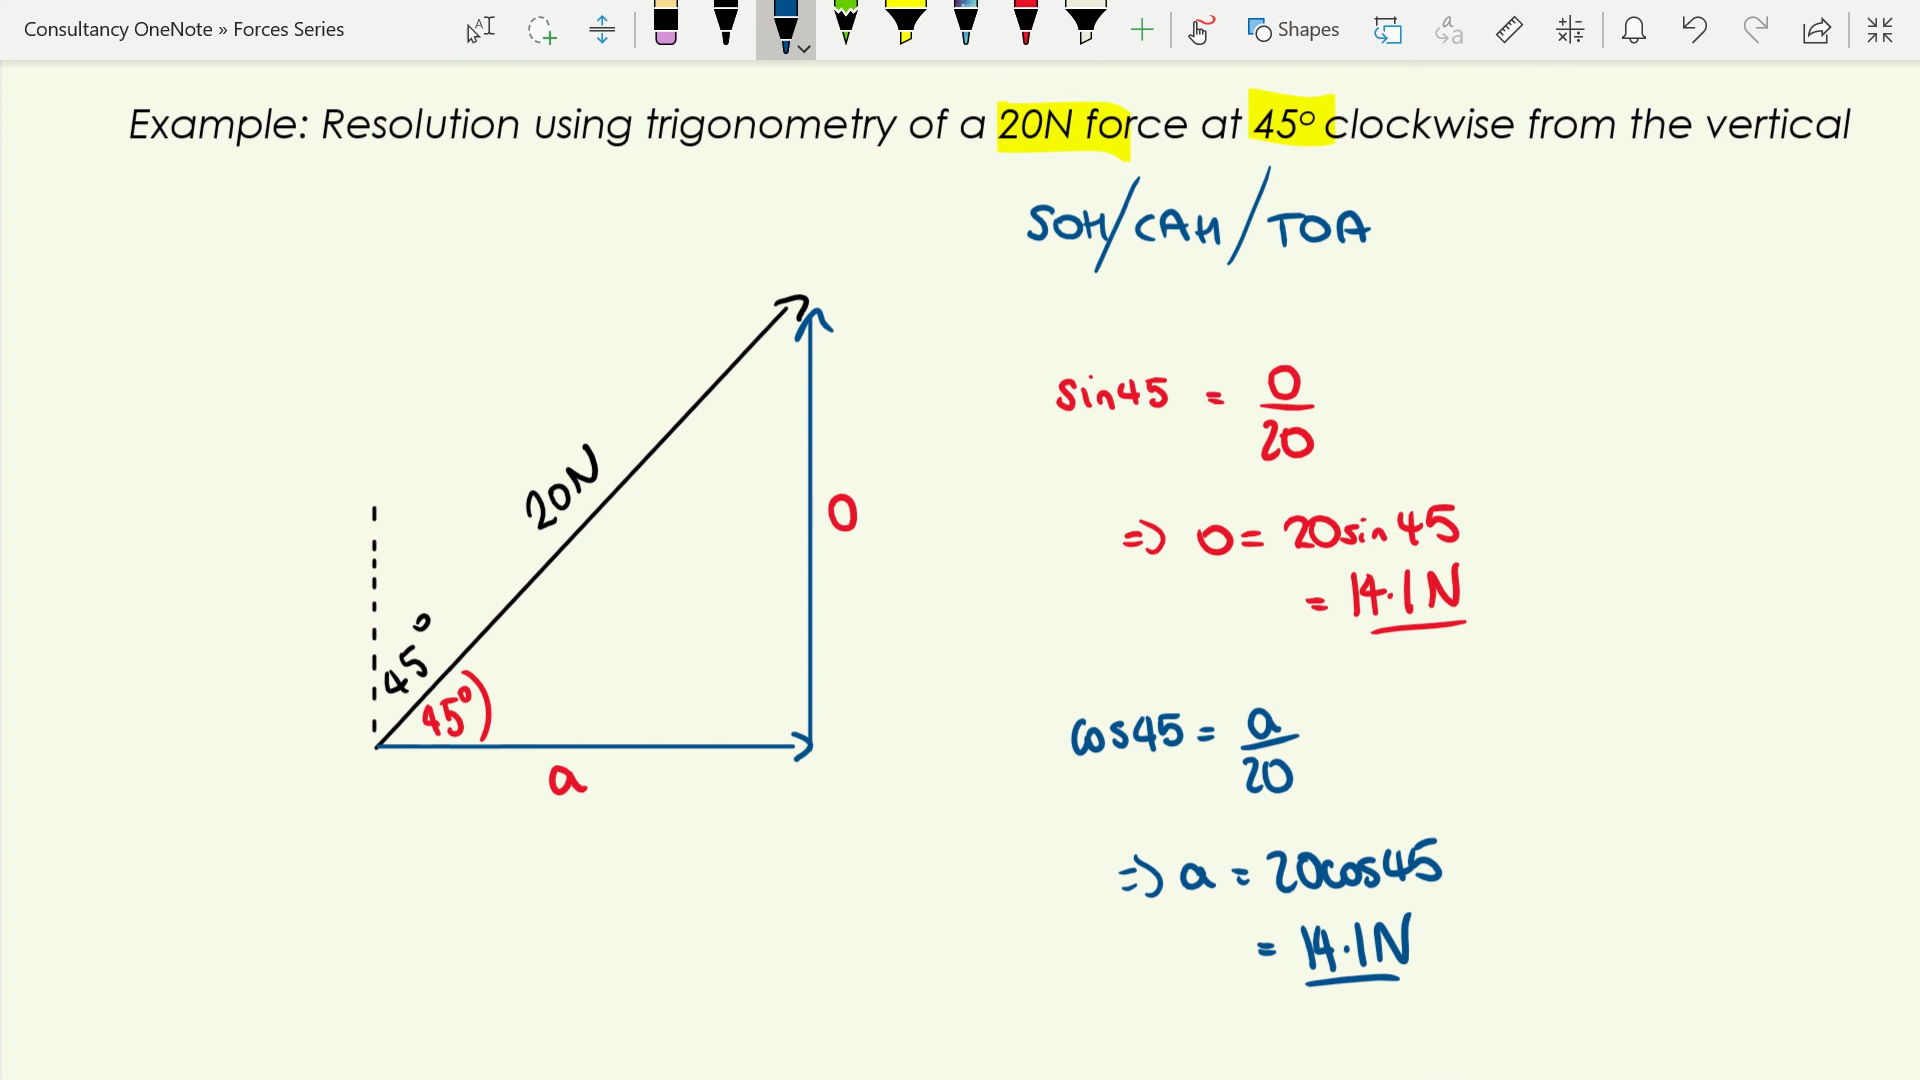 Consultancy OneNote » Forces Series
Shapes
Example: Resolution using trigonometry of a 20N force at 45° clockwise from the vertical
SOH/CAH/TOA
20N
45°
45°
O
a
sin45 = O/20
=> O = 20sin45
= 14.1N
cos45 = a/20
=> a = 20cos45
= 14.1N